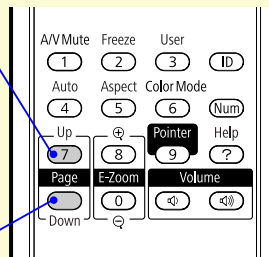 A/V Mute Freeze User
1 2 3 ID
Auto Aspect Color Mode
4 5 6 Num
Up Pointer Help
7 8 9 ?
Page E-Zoom Volume
0
Down